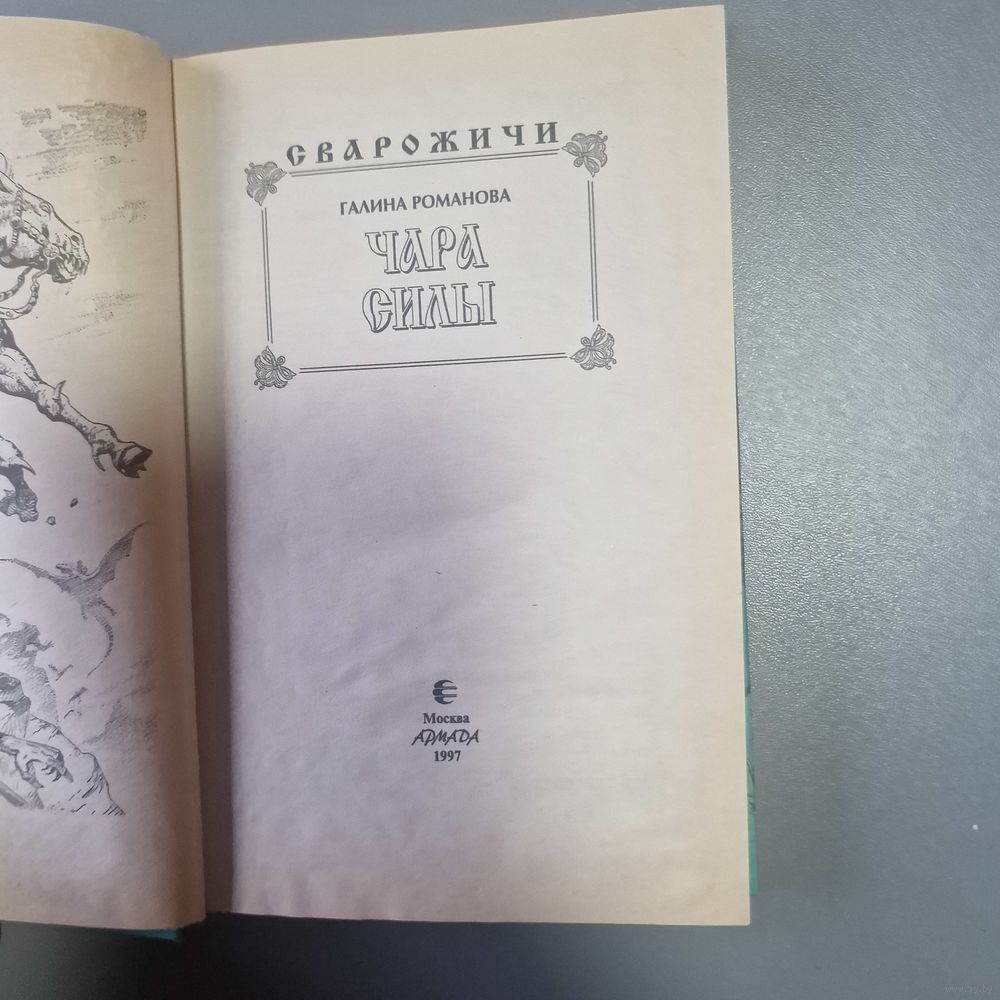 СВАРОЖИЧИ
ГАЛИНА РОМАНОВА
ЧАРА
СИЛЫ
Москва
АРМАДА
1997